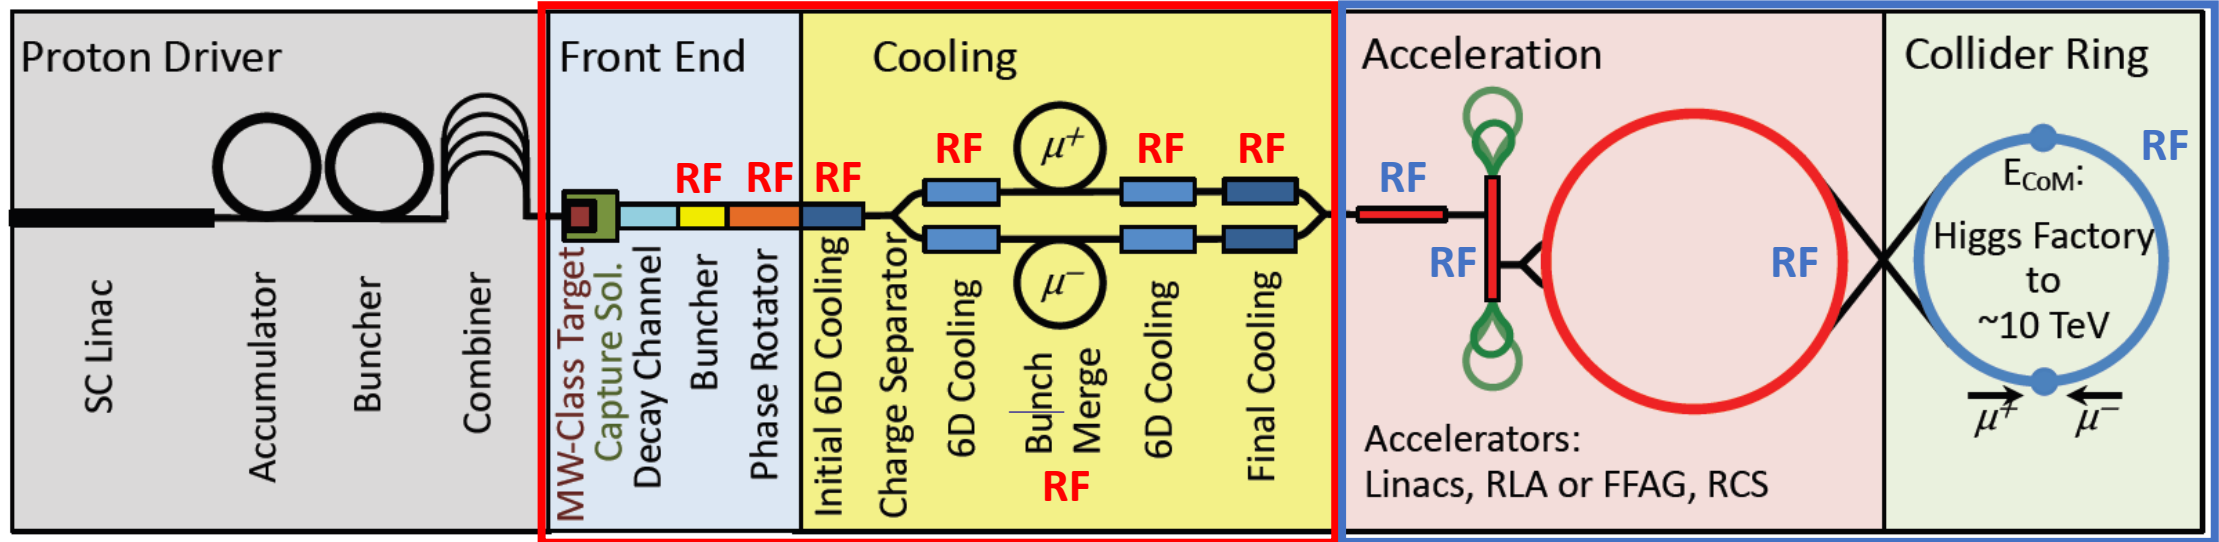 Proton Driver
Front End
Cooling
Acceleration
Collider Ring
RF
RF
RF
RF
RF
RF
RF
RF
RF
RF
RF
μ+
μ−
ECoM:
Higgs Factory
to
~10 TeV
μ+
μ−
SC Linac
Accumulator
Buncher
Combiner
MW-Class Target
Capture Sol.
Decay Channel
Buncher
Phase Rotator
Initial 6D Cooling
Charge Separator
6D Cooling
Bunch
Merge
6D Cooling
Final Cooling
Accelerators:
Linacs, RLA or FFAG, RCS